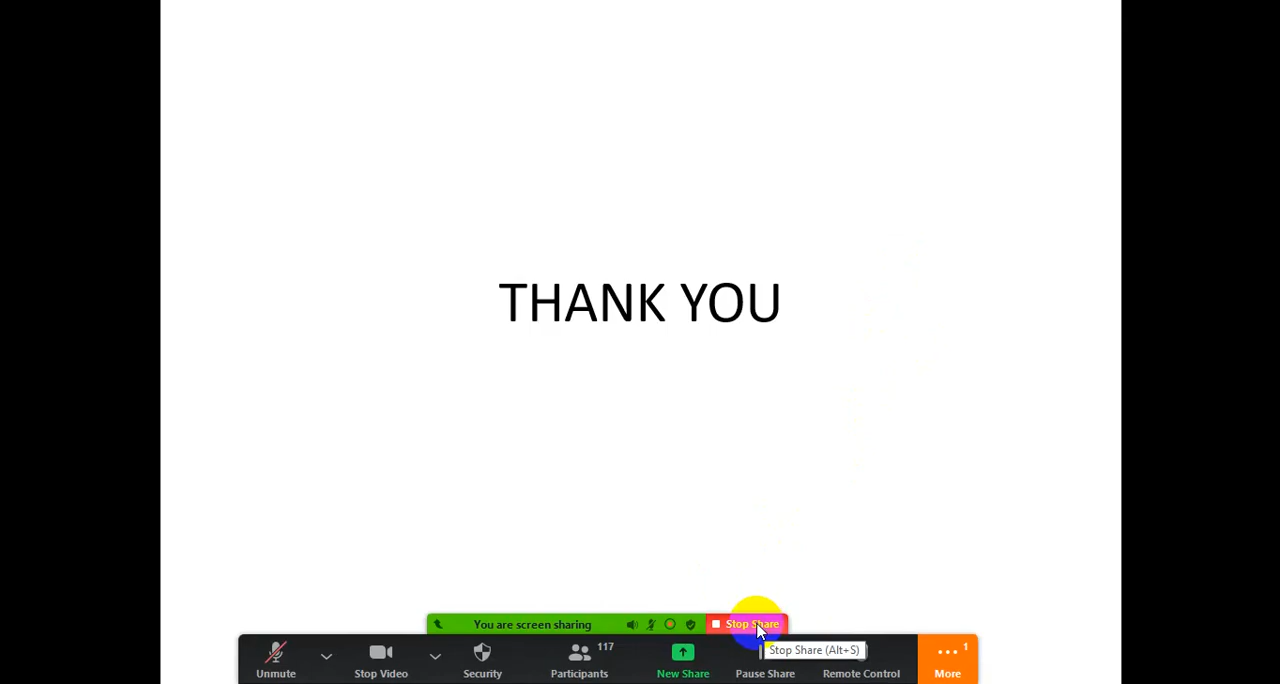 THANK YOU
You are screen sharing
Stop Share
Stop Share (Alt+S)
117
1
Unmute
Stop Video
Security
Participants
New Share
Pause Share
Remote Control
More